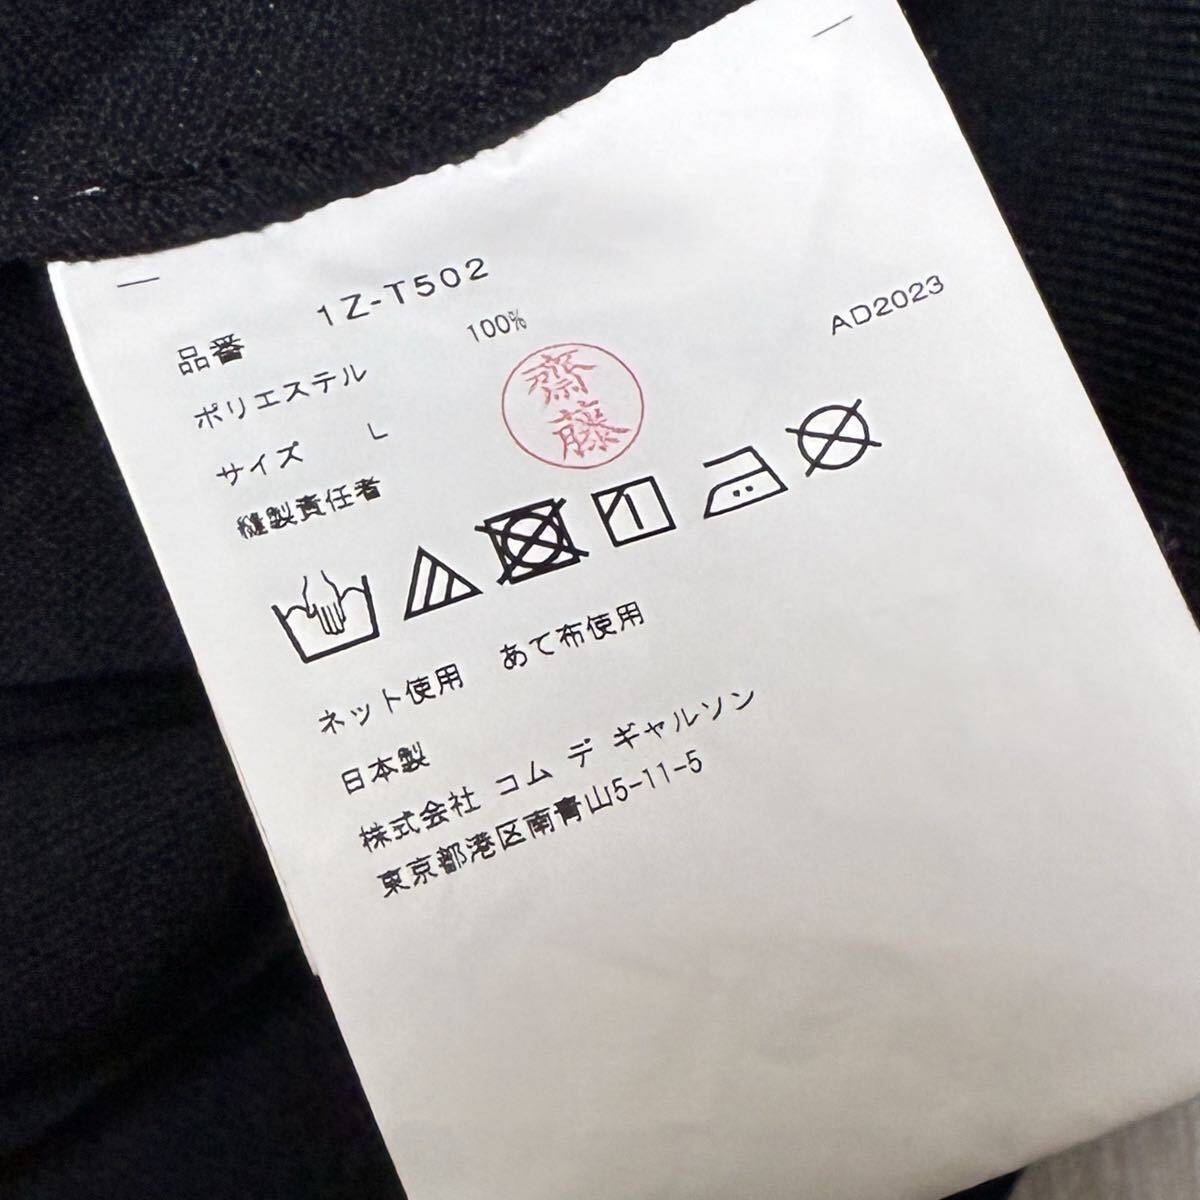 品番 1Z-T502
ポリエステル 100%
AD2023
サイズ L
縫製責任者 齋藤
ネット使用 あて布使用
日本製
株式会社 コム デ ギャルソン
東京都港区南青山5-11-5